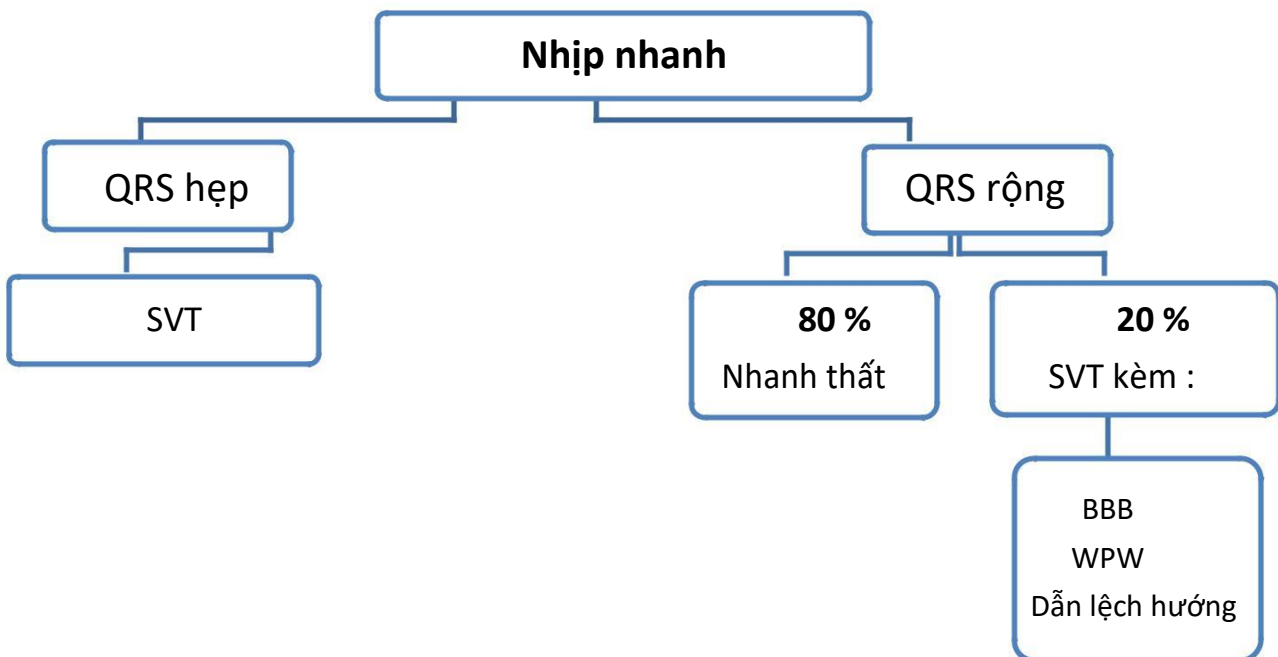 Nhịp nhanh
QRS hẹp
QRS rộng
SVT
80 %
Nhanh thất
20 %
SVT kèm :
BBB
WPW
Dẫn lệch hướng